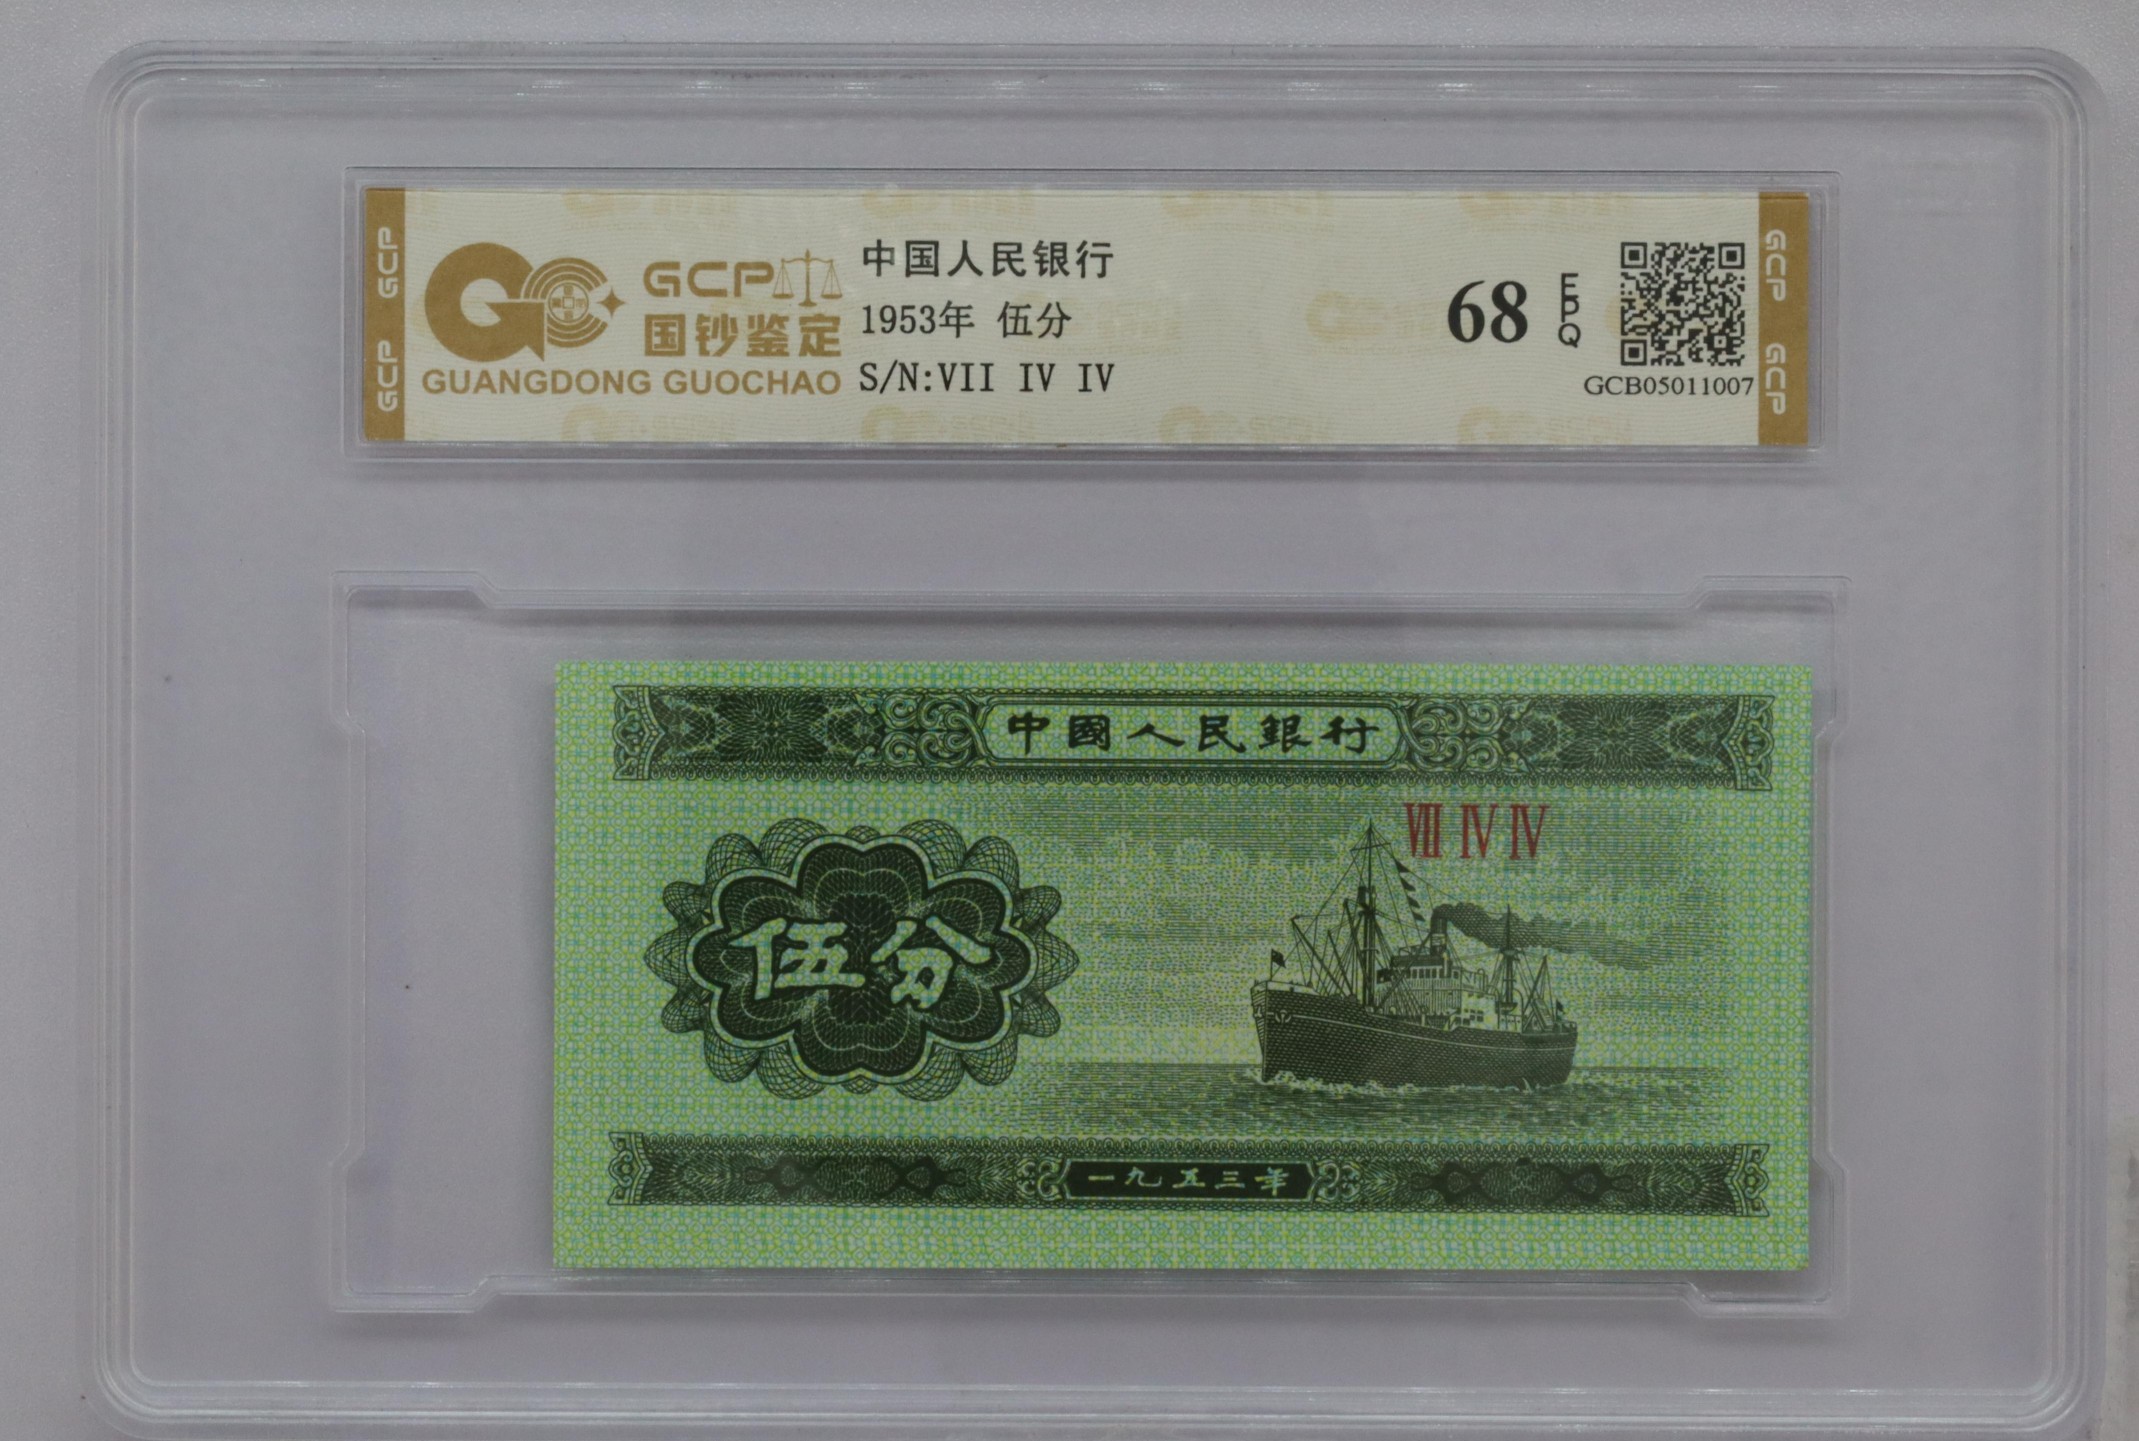 GCP
GCP
GCP
国钞鉴定
GUANGDONG GUOCHAO
中国人民银行
1953年 伍分
S/N:VII IV IV
68
EPQ
GCB05011007
GCP
GCP
中國人民銀行
VIII IV IV
伍分
一九五三年